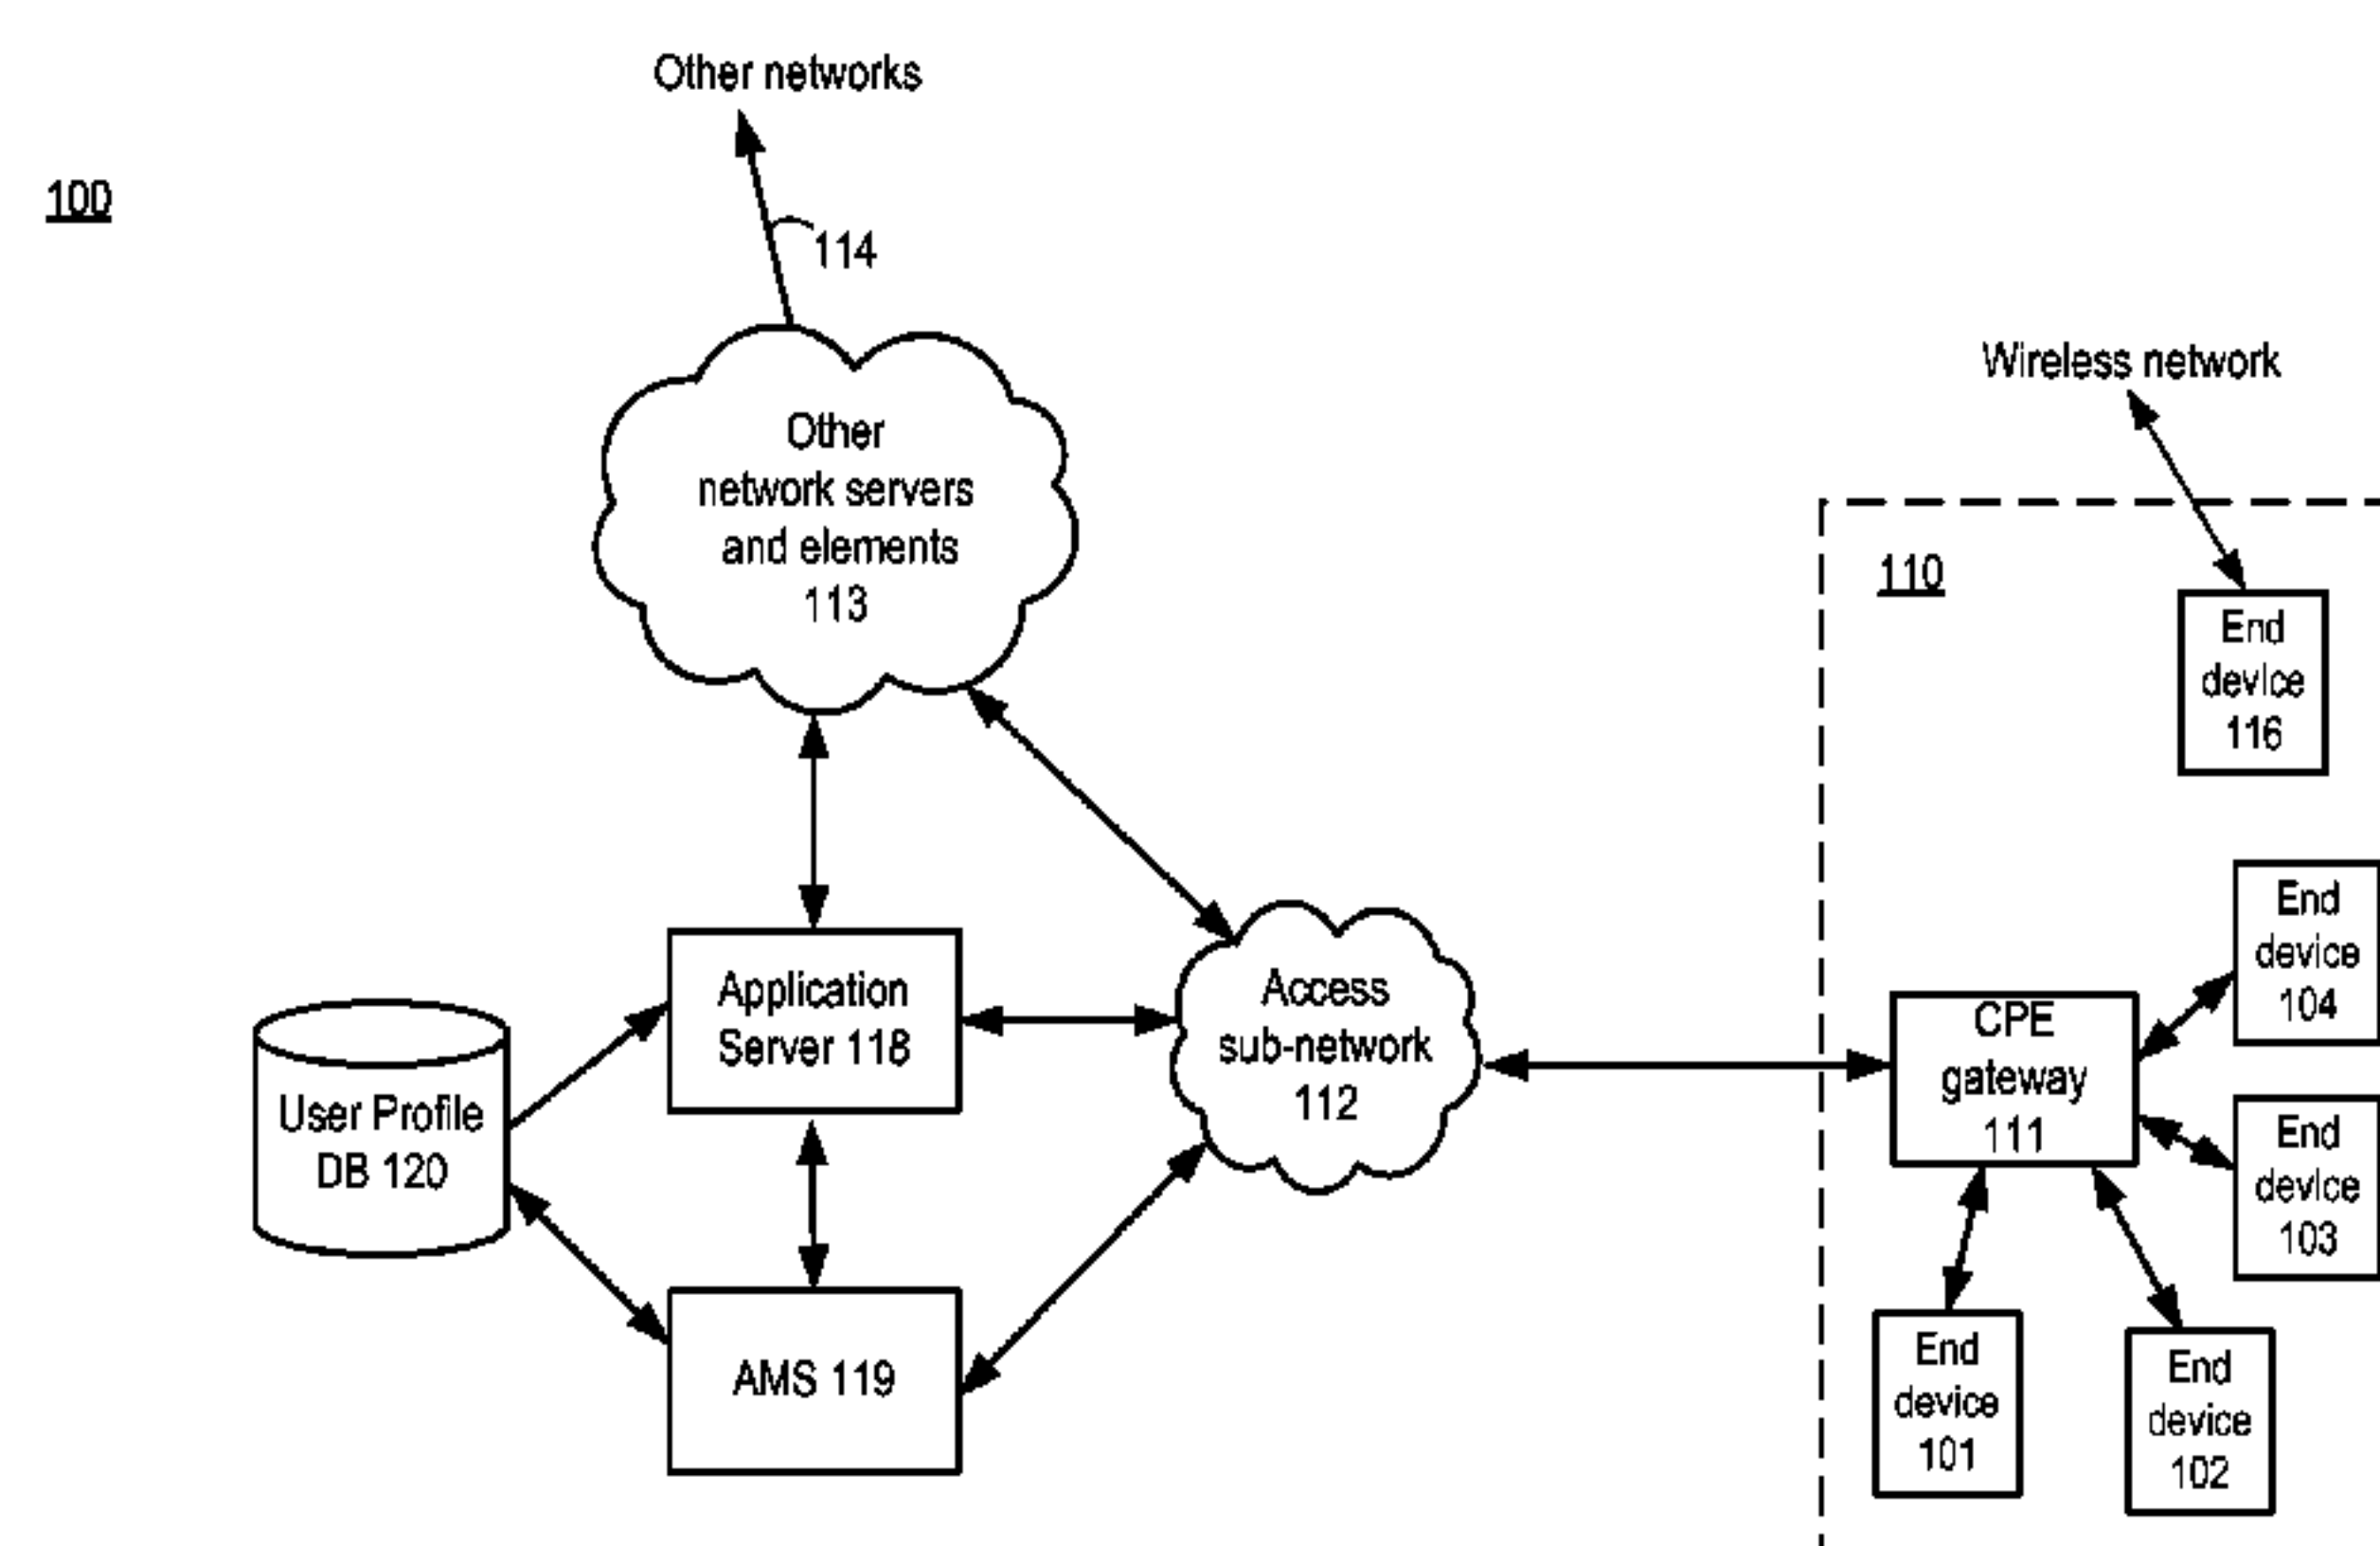 Other networks
100
114
Other
network servers
and elements
113
Wireless network
110
End
device
116
Application
Server 118
Access
sub-network
112
User Profile
DB 120
AMS 119
CPE
gateway
111
End
device
104
End
device
103
End
device
101
End
device
102